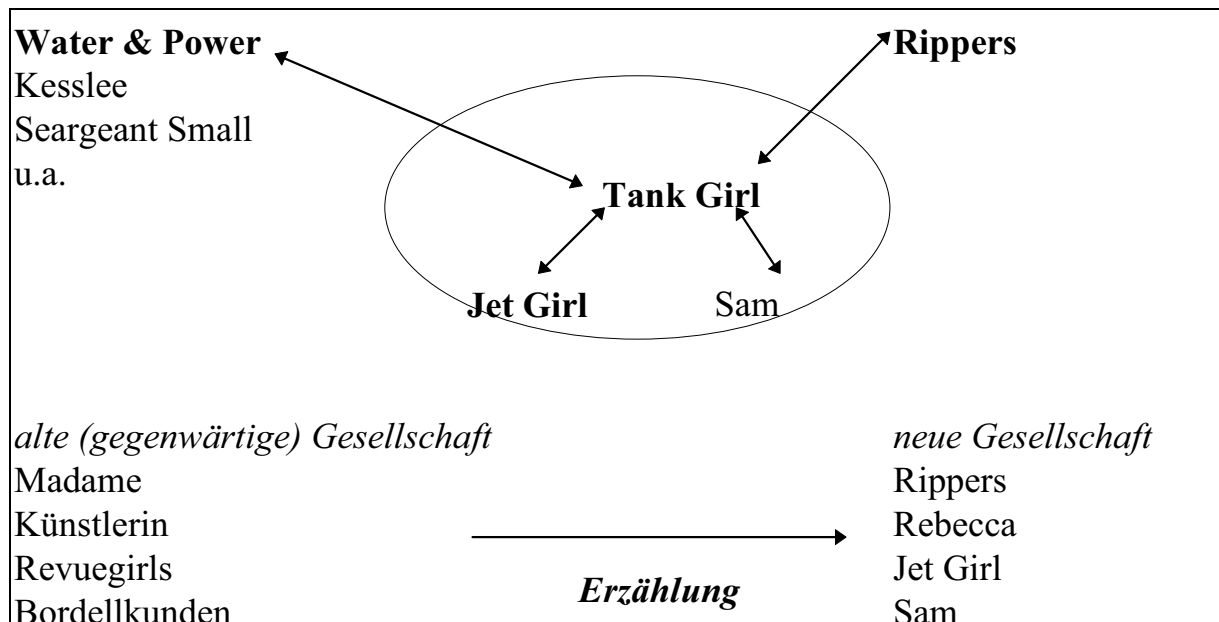 Water & Power
Kesslee
Seargeant Small
u.a.
Rippers
Tank Girl
Jet Girl
Sam
alte (gegenwärtige) Gesellschaft
Madame
Künstlerin
Revuegirls
Bordellkunden
Erzählung
neue Gesellschaft
Rippers
Rebecca
Jet Girl
Sam